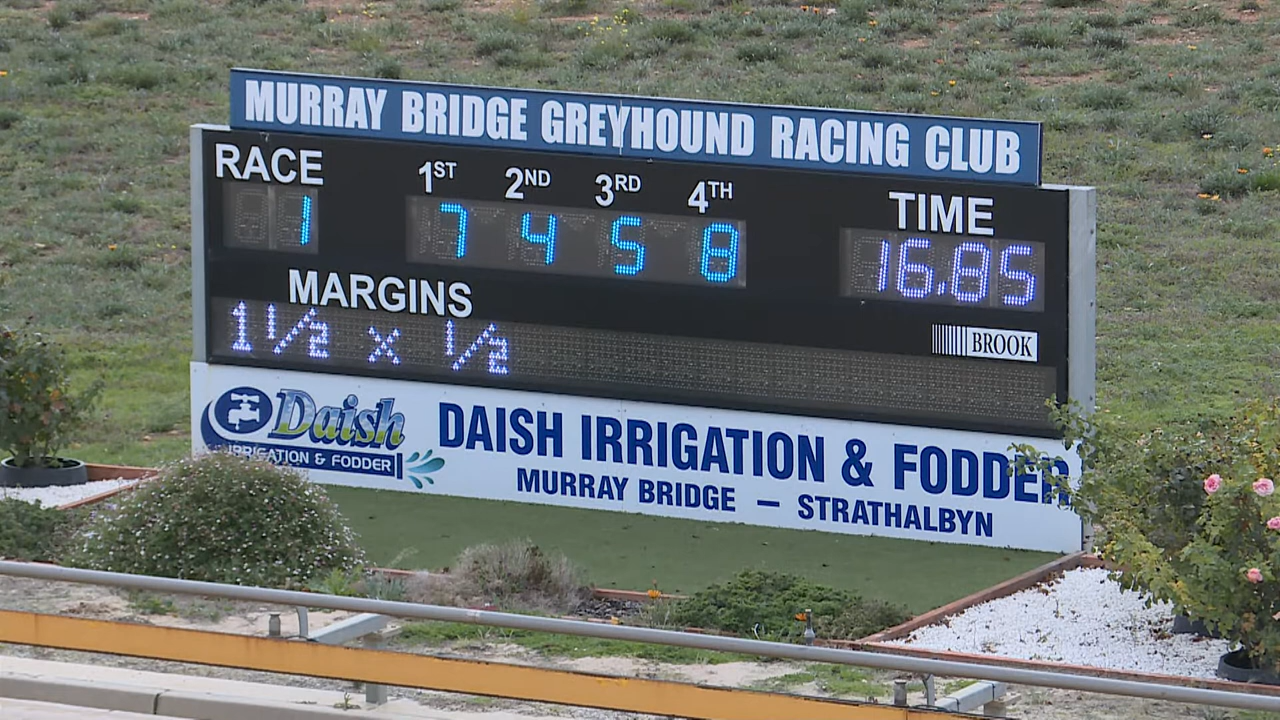 MURRAY BRIDGE GREYHOUND RACING CLUB
RACE 1ST 2ND 3RD 4TH TIME
1 7 4 5 8 16.85
MARGINS
1 1/2 x 1/2
BROOK
Daish
IRRIGATION & FODDER
DAISH IRRIGATION & FODDER
MURRAY BRIDGE — STRATHALBYN